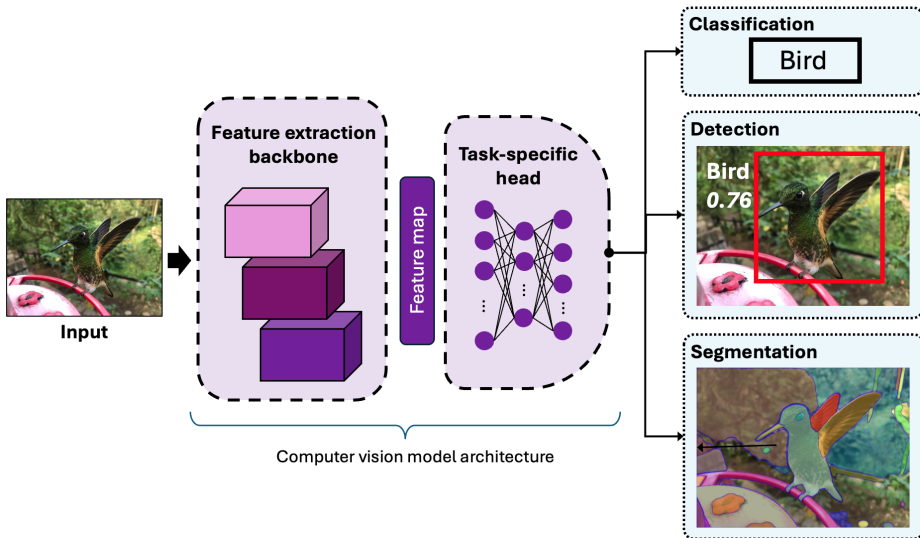 Input
Feature extraction
backbone
Feature map
Task-specific
head
Computer vision model architecture
Classification
Bird
Detection
Bird
0.76
Segmentation